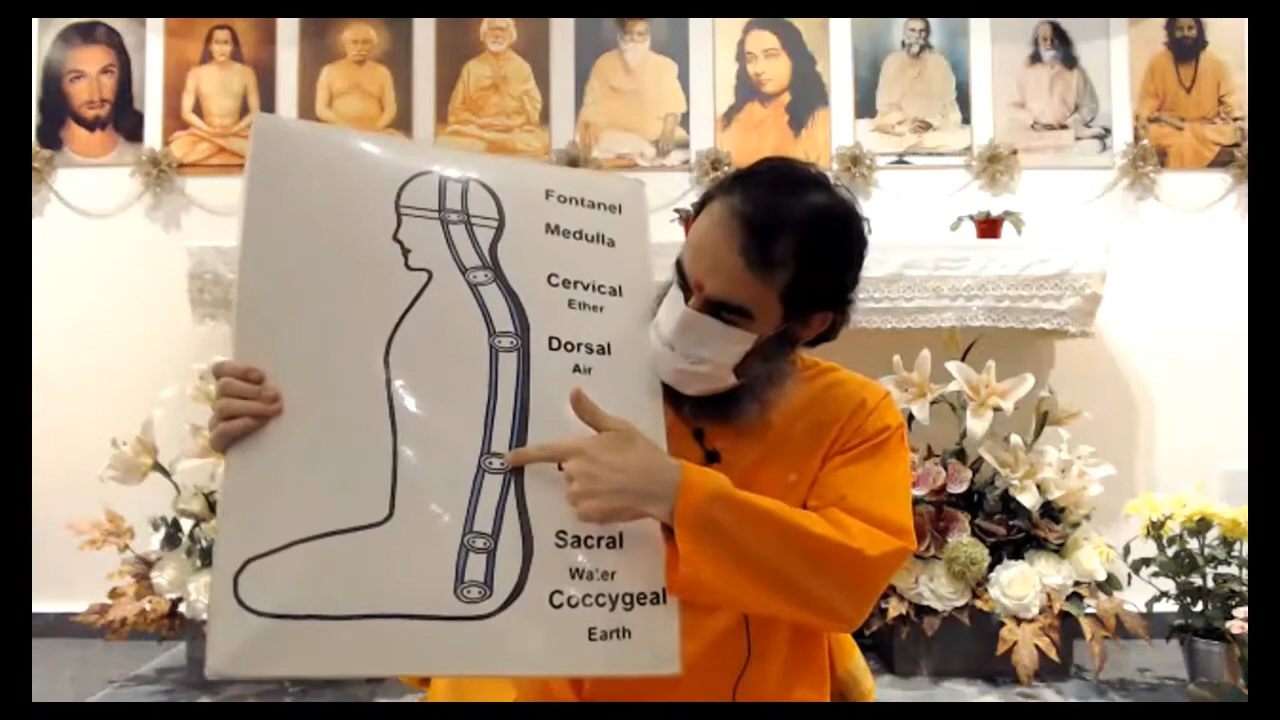 Fontanel
Medulla
Cervical
Ether
Dorsal
Air
Sacral
Water
Coccygeal
Earth